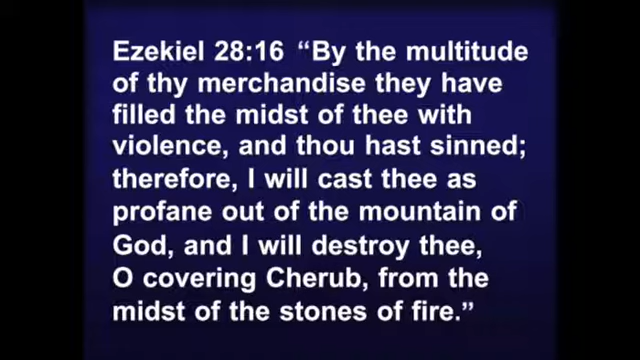 Ezekiel 28:16 “By the multitude
of thy merchandise they have
filled the midst of thee with
violence, and thou hast sinned;
therefore, I will cast thee as
profane out of the mountain of
God, and I will destroy thee,
O covering Cherub, from the
midst of the stones of fire.”